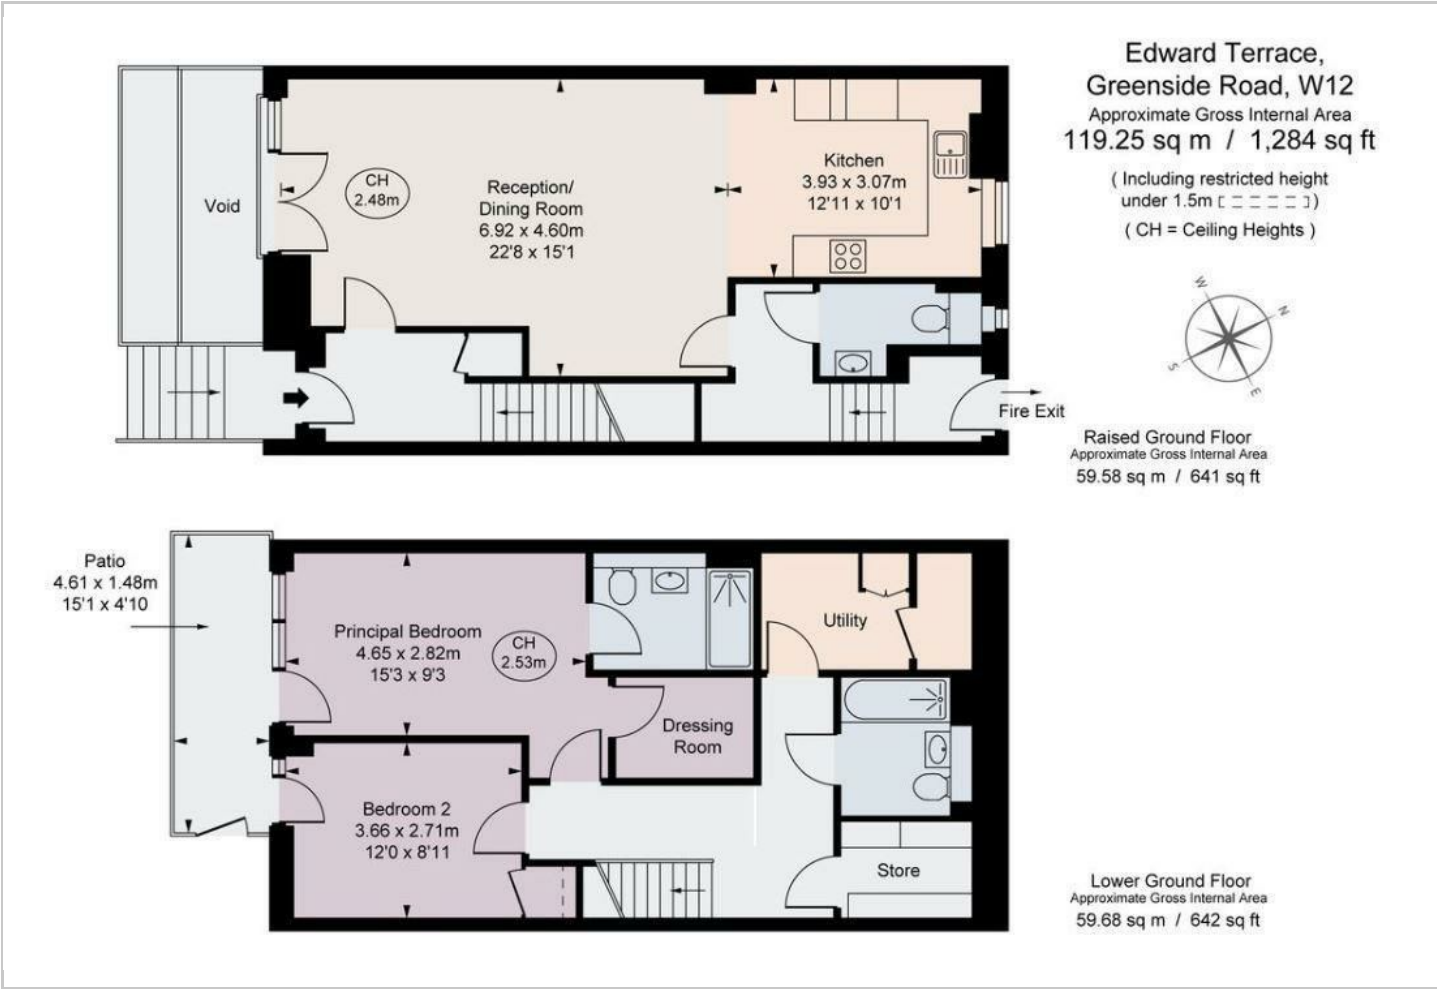 Edward Terrace,
Greenside Road, W12
Approximate Gross Internal Area
119.25 sq m / 1,284 sq ft
( Including restricted height
under 1.5m )
( CH = Ceiling Heights )
W
N
S
E
Void
CH
2.48m
Reception/
Dining Room
6.92 x 4.60m
22'8 x 15'1
Kitchen
3.93 x 3.07m
12'11 x 10'1
Fire Exit
Raised Ground Floor
Approximate Gross Internal Area
59.58 sq m / 641 sq ft
Patio
4.61 x 1.48m
15'1 x 4'10
Principal Bedroom
4.65 x 2.82m
15'3 x 9'3
CH
2.53m
Utility
Dressing
Room
Bedroom 2
3.66 x 2.71m
12'0 x 8'11
Store
Lower Ground Floor
Approximate Gross Internal Area
59.68 sq m / 642 sq ft